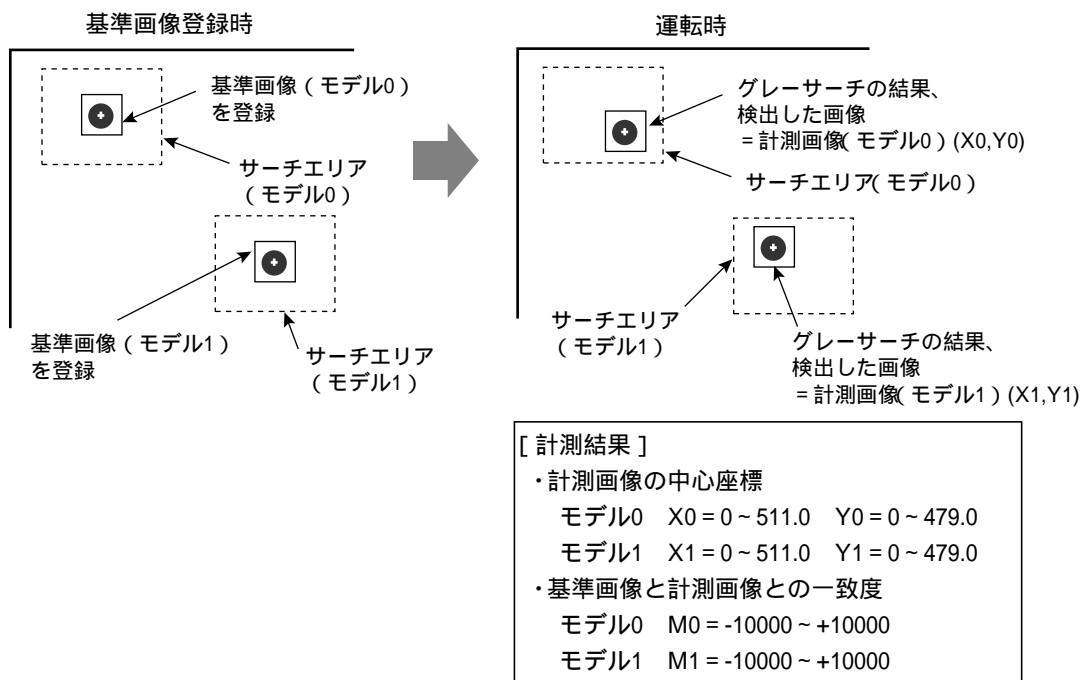 基準画像登録時
基準画像(モデル0)
を登録
サーチエリア
(モデル0)
基準画像(モデル1)
を登録
サーチエリア
(モデル1)
運転時
グレーサーチの結果、
検出した画像
=計測画像(モデル0)(X0,Y0)
サーチエリア(モデル0)
サーチエリア
(モデル1)
グレーサーチの結果、
検出した画像
=計測画像(モデル1)(X1,Y1)
[計測結果]
・計測画像の中心座標
モデル0 X0=0~511.0 Y0=0~479.0
モデル1 X1=0~511.0 Y1=0~479.0
・基準画像と計測画像との一致度
モデル0 M0=-10000~+10000
モデル1 M1=-10000~+10000